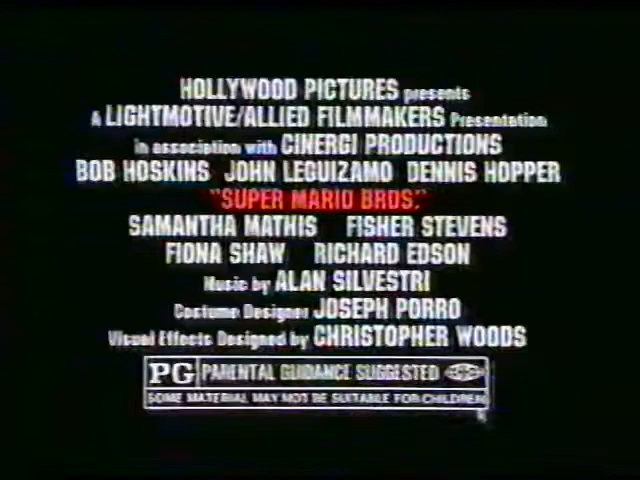 HOLLYWOOD PICTURES presents
A LIGHTMOTIVE/ALLIED FILMMAKERS Presentation
in association with CINERGI PRODUCTIONS
BOB HOSKINS JOHN LEGUIZAMO DENNIS HOPPER
"SUPER MARIO BROS."
SAMANTHA MATHIS FISHER STEVENS
FIONA SHAW RICHARD EDSON
Music by ALAN SILVESTRI
Costume Designer JOSEPH PORRO
Visual Effects Designed by CHRISTOPHER WOODS
PG PARENTAL GUIDANCE SUGGESTED
SOME MATERIAL MAY NOT BE SUITABLE FOR CHILDREN